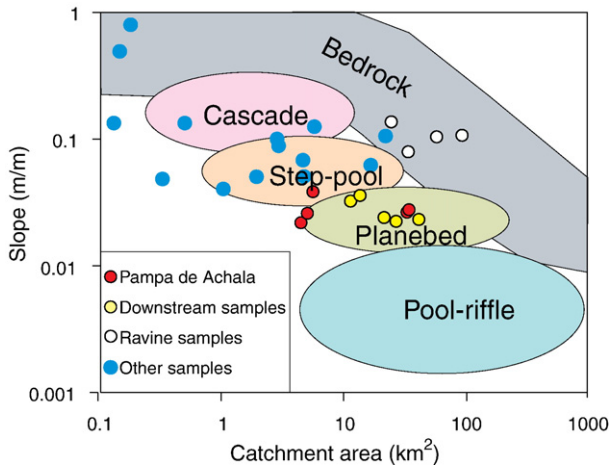 1
Bedrock
Cascade
0.1
Step-pool
Slope (m/m)
Planebed
0.01
Pampa de Achala
Pool-riffle
Downstream samples
Ravine samples
Other samples
0.001
0.1 1 10 100 1000
Catchment area (km²)